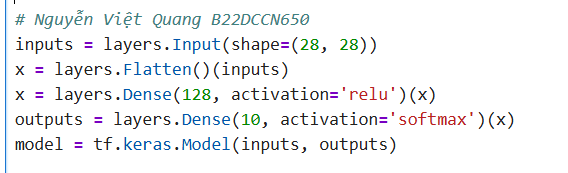 # Nguyễn Việt Quang B22DCCN650
inputs = layers.Input(shape=(28, 28))
x = layers.Flatten()(inputs)
x = layers.Dense(128, activation='relu')(x)
outputs = layers.Dense(10, activation='softmax')(x)
model = tf.keras.Model(inputs, outputs)